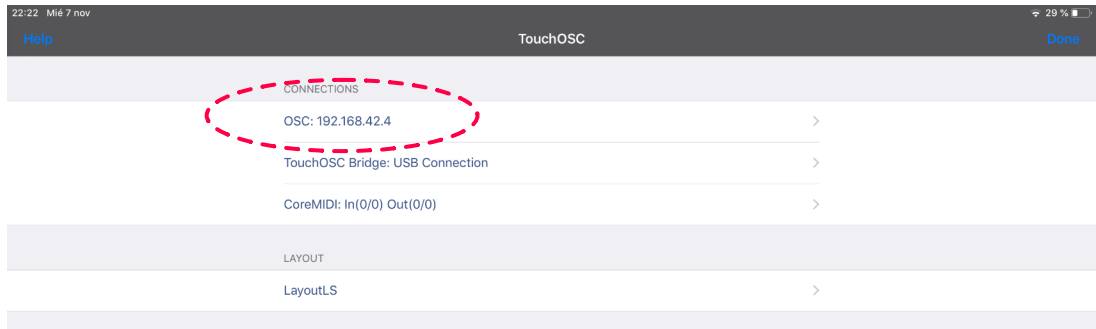 22:22 Mié 7 nov 29 %
Help TouchOSC Done
CONNECTIONS
OSC: 192.168.42.4
TouchOSC Bridge: USB Connection
CoreMIDI: In(0/0) Out(0/0)
LAYOUT
LayoutLS